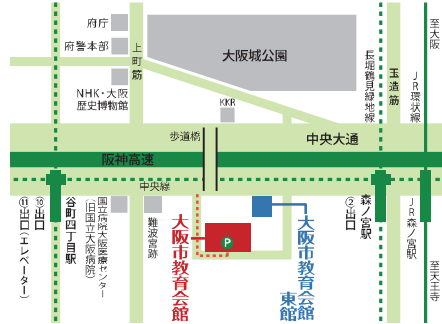 府庁
府警本部
NHK・大阪
歴史博物館
上町筋
大阪城公園
KKR
長堀鶴見緑地線
玉造筋
JR環状線
至大阪
歩道橋
中央大通
阪神高速
中央線
⑪出口（エレベーター）
⑩出口
谷町四丁目駅
国立病院大阪医療センター
（旧国立大阪病院）
難波宮跡
大阪市教育会館
P
大阪市教育会館
東館
②出口
森ノ宮駅
JR森ノ宮駅
至天王寺